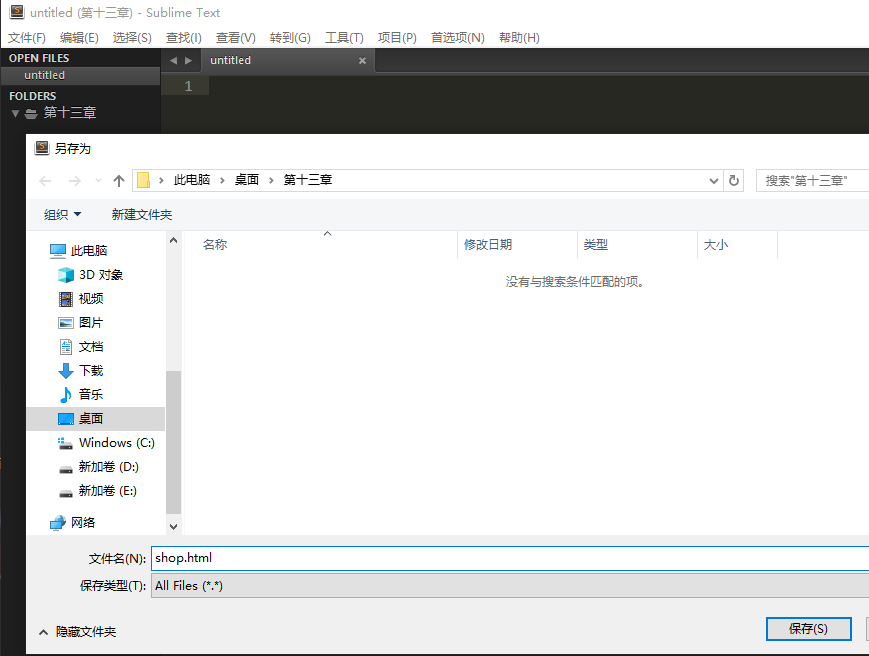 untitled (第十三章) - Sublime Text
文件(F) 编辑(E) 选择(S) 查找(I) 查看(V) 转到(G) 工具(T) 项目(P) 首选项(N) 帮助(H)
OPEN FILES
untitled
FOLDERS
第十三章
untitled
1
另存为
此电脑 › 桌面 › 第十三章
搜索"第十三章"
组织 新建文件夹
名称 修改日期 类型 大小
没有与搜索条件匹配的项。
此电脑
3D 对象
视频
图片
文档
下载
音乐
桌面
Windows (C:)
新加卷 (D:)
新加卷 (E:)
网络
文件名(N): shop.html
保存类型(T): All Files (*.*)
隐藏文件夹
保存(S)